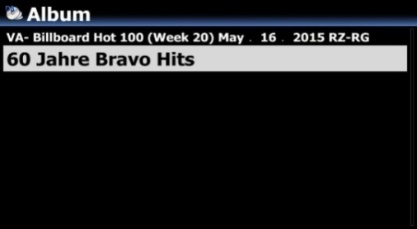 Album
VA- Billboard Hot 100 (Week 20) May . 16 . 2015 RZ-RG
60 Jahre Bravo Hits